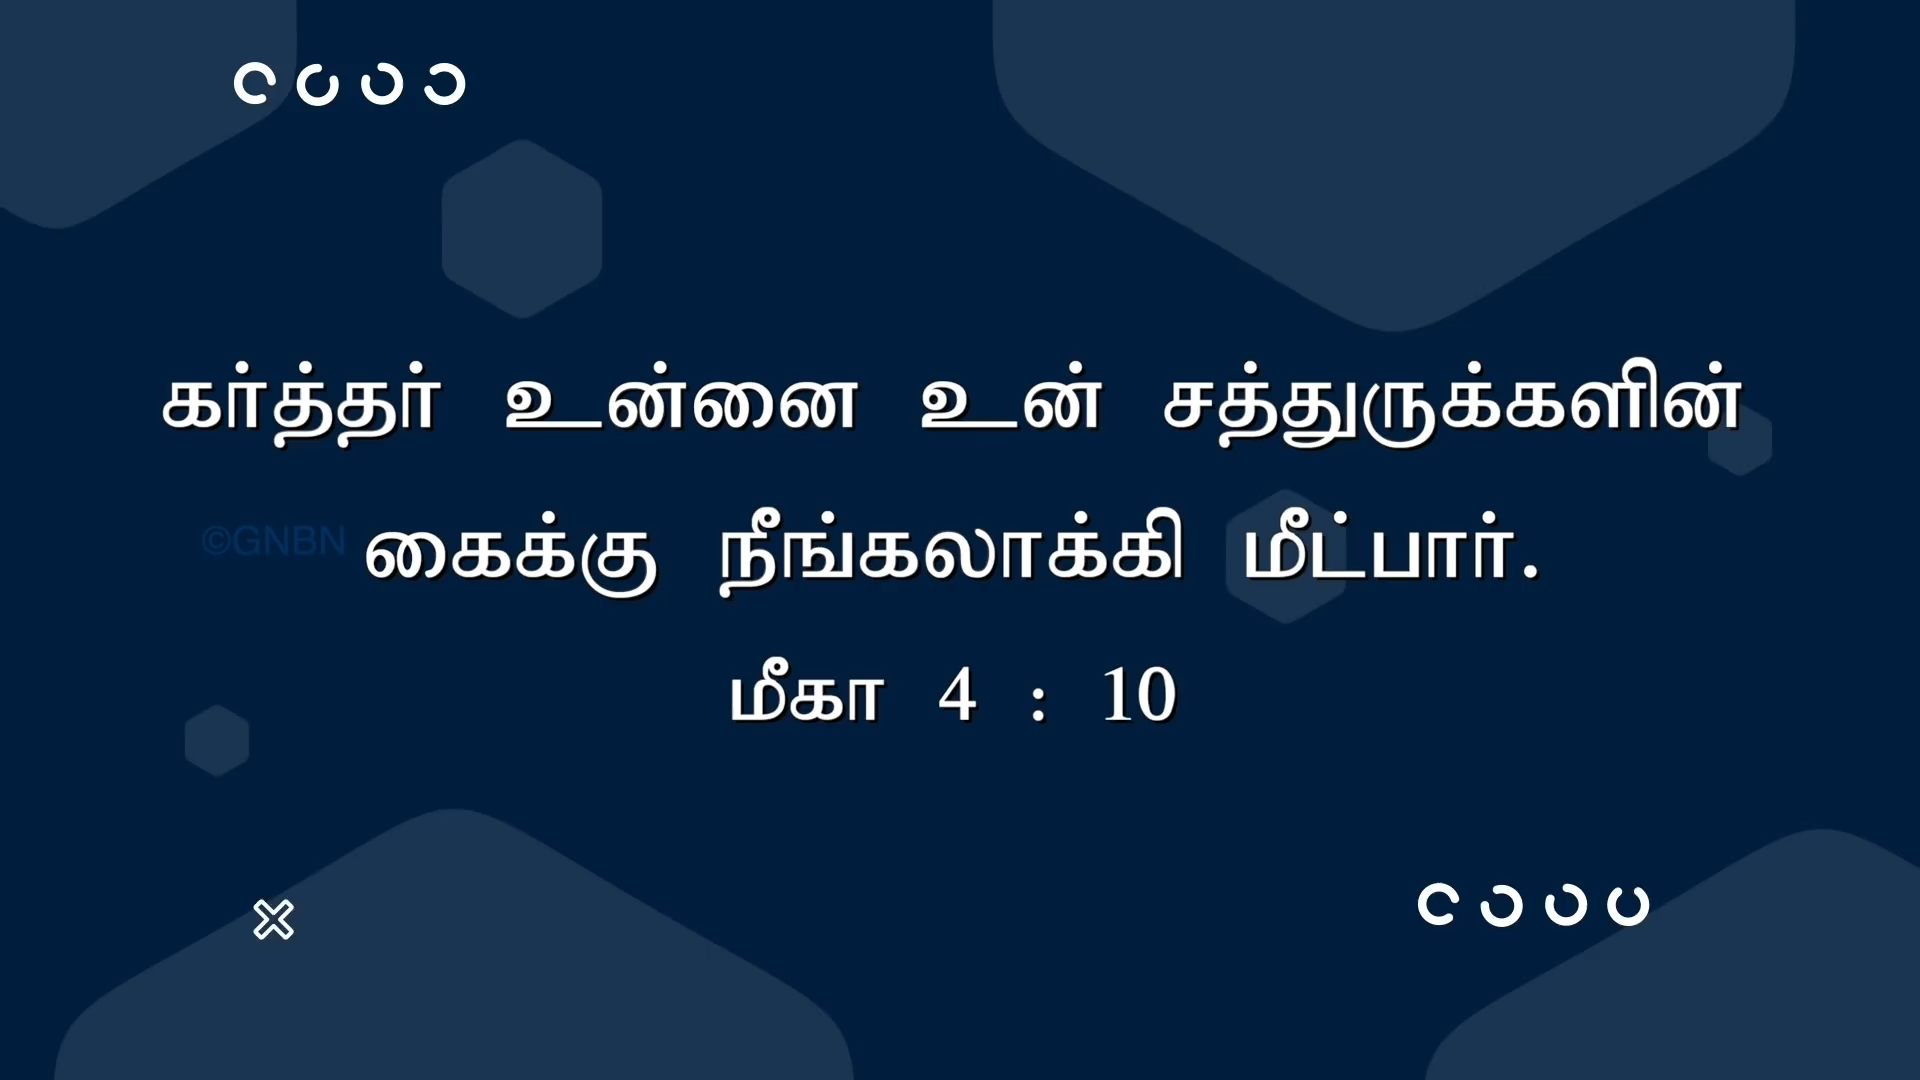 கர்த்தர் உன்னை உன் சத்துருக்களின்
கைக்கு நீங்கலாக்கி மீட்பார்.
©GNBN
மீகா 4 : 10